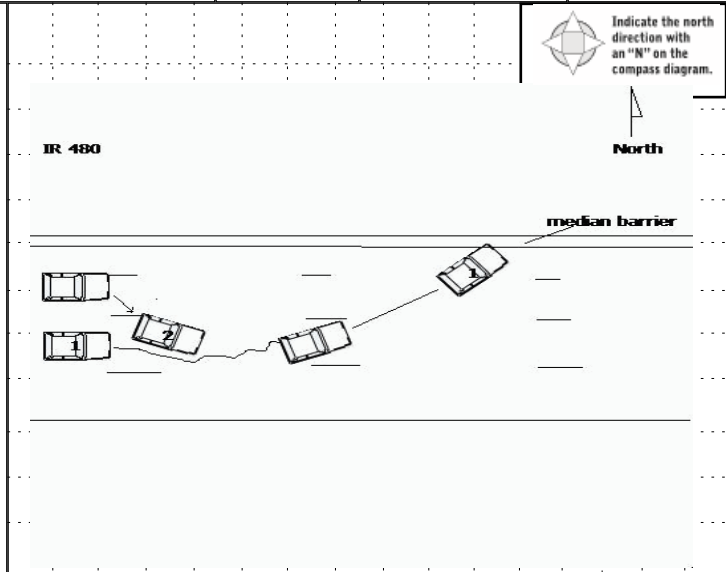 Indicate the north
direction with
an "N" on the
compass diagram.
IR 480
North
median barrier
1
2
1